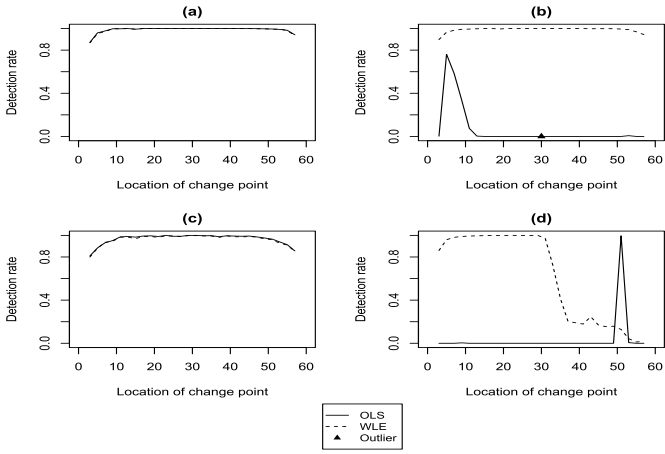 (a)
Detection rate
0.0 0.4 0.8
0 10 20 30 40 50 60
Location of change point
(b)
Detection rate
0.0 0.4 0.8
0 10 20 30 40 50 60
Location of change point
(c)
Detection rate
0.0 0.4 0.8
0 10 20 30 40 50 60
Location of change point
(d)
Detection rate
0.0 0.4 0.8
0 10 20 30 40 50 60
Location of change point
OLS
WLE
Outlier